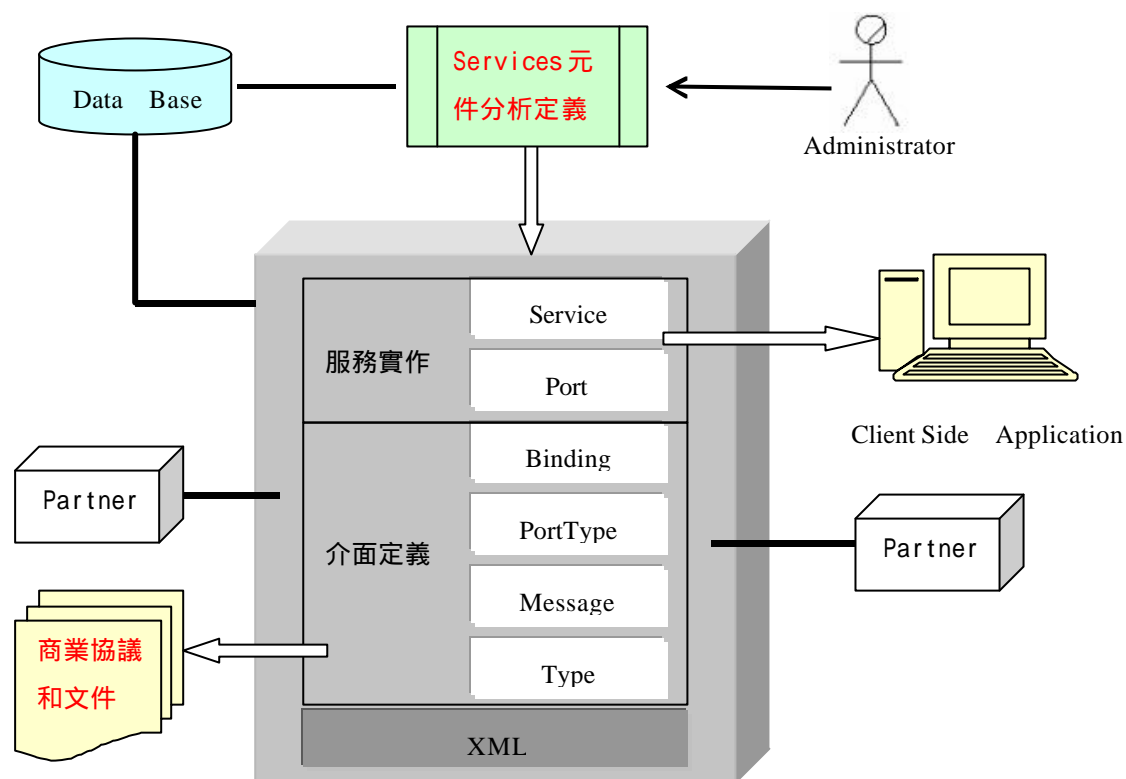 Services元
件分析定義
Data Base
Administrator
Service
服務實作
Port
Client Side Application
Binding
Partner
PortType
Partner
介面定義
Message
商業協議
和文件
Type
XML